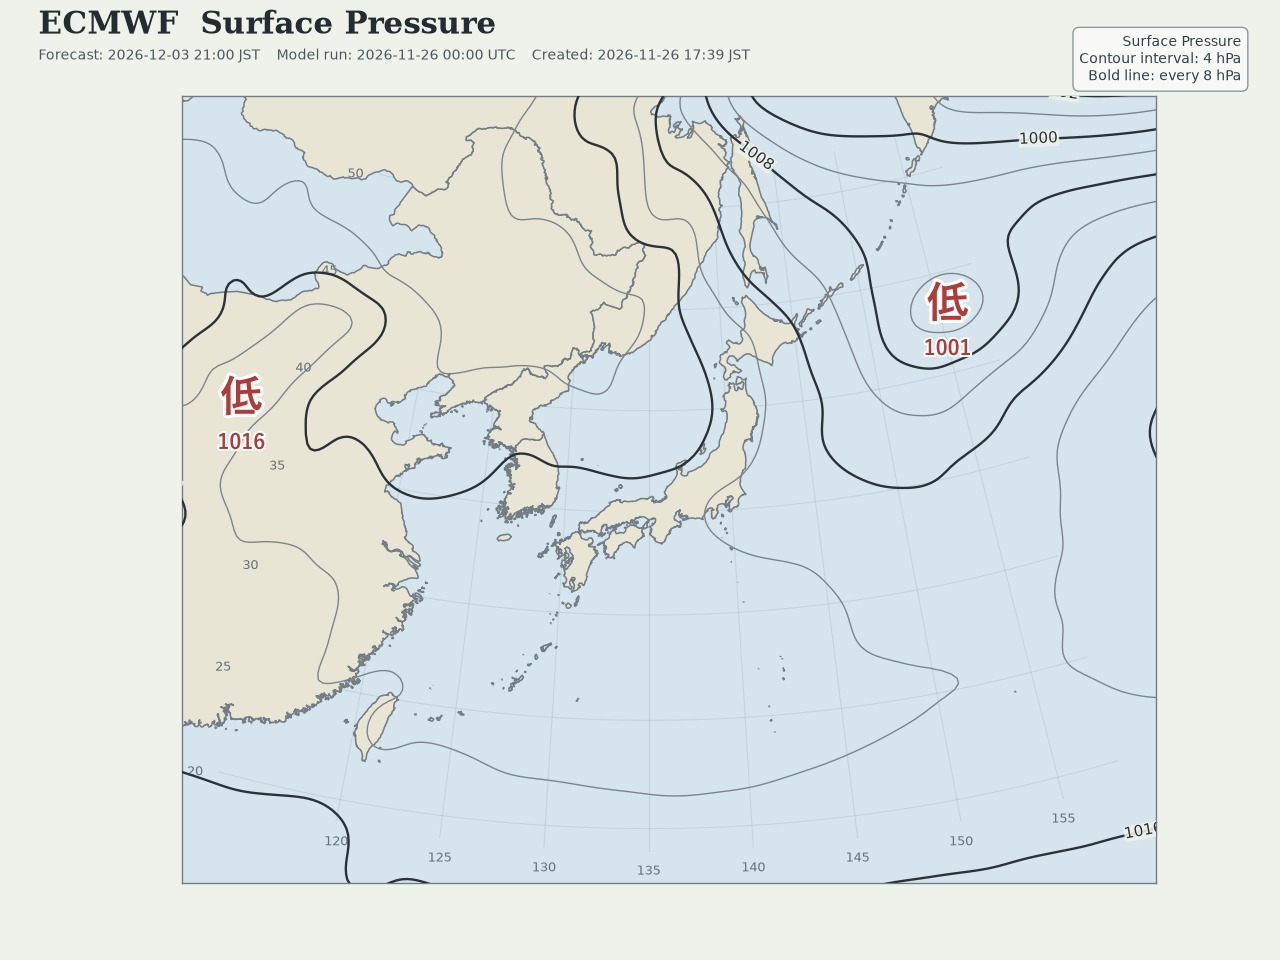 ECMWF  Surface Pressure
Forecast: 2026-12-03 21:00 JST    Model run: 2026-11-26 00:00 UTC    Created: 2026-11-26 17:39 JST
Surface Pressure
Contour interval: 4 hPa
Bold line: every 8 hPa
1000
1008
50
45
低
1001
40
低
1016
35
30
25
20
1016
155
120
150
125
145
130
140
135